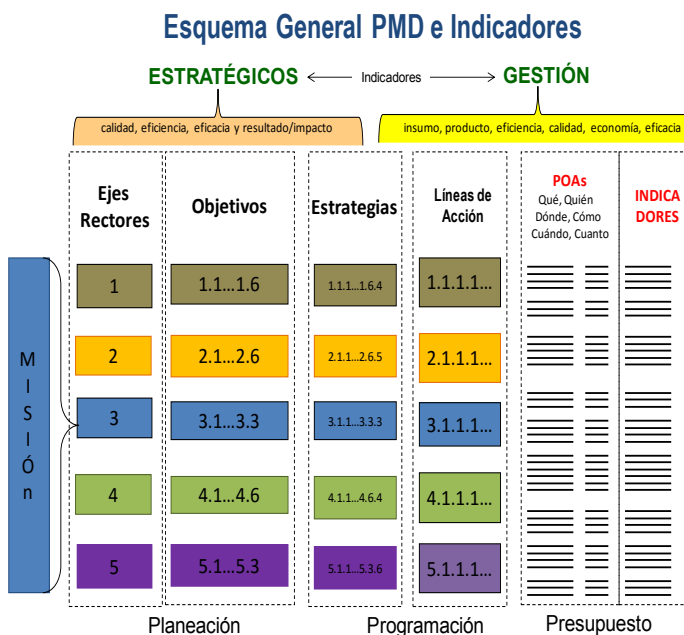 Esquema General PMD e Indicadores
ESTRATÉGICOS Indicadores GESTIÓN
calidad, eficiencia, eficacia y resultado/impacto
insumo, producto, eficiencia, calidad, economía, eficacia
Ejes
Rectores
Objetivos
Estrategias
Líneas de
Acción
POAs
Qué, Quién
Dónde, Cómo
Cuándo, Cuanto
INDICA
DORES
MISIÓn
1 1.1...1.6 1.1.1...1.6.4 1.1.1.1...
2 2.1...2.6 2.1.1...2.6.5 2.1.1.1...
3 3.1...3.3 3.1.1...3.3.3 3.1.1.1...
4 4.1...4.6 4.1.1...4.6.4 4.1.1.1...
5 5.1...5.3 5.1.1...5.3.6 5.1.1.1...
Planeación Programación Presupuesto